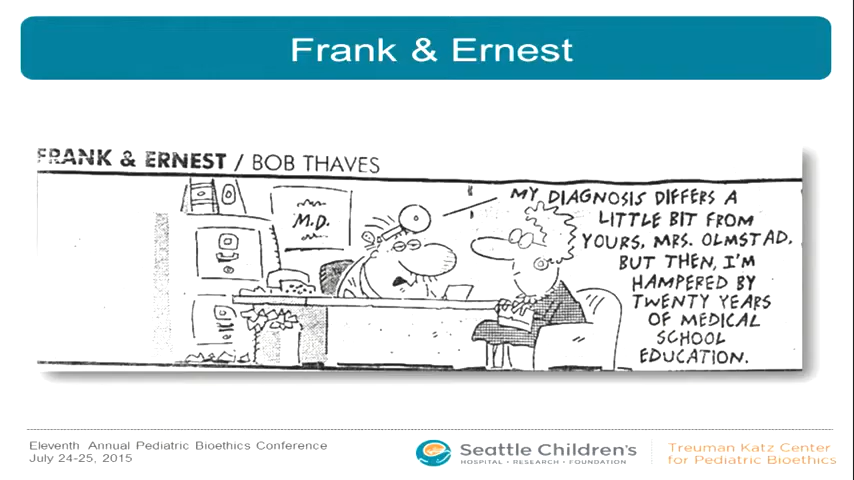 Frank & Ernest
FRANK & ERNEST / BOB THAVES
M.D.
MY DIAGNOSIS DIFFERS A
LITTLE BIT FROM
YOURS, MRS. OLMSTAD.
BUT THEN, I'M
HAMPERED BY
TWENTY YEARS
OF MEDICAL
SCHOOL
EDUCATION.
Eleventh Annual Pediatric Bioethics Conference
July 24-25, 2015
Seattle Children's
HOSPITAL • RESEARCH • FOUNDATION
Treuman Katz Center
for Pediatric Bioethics